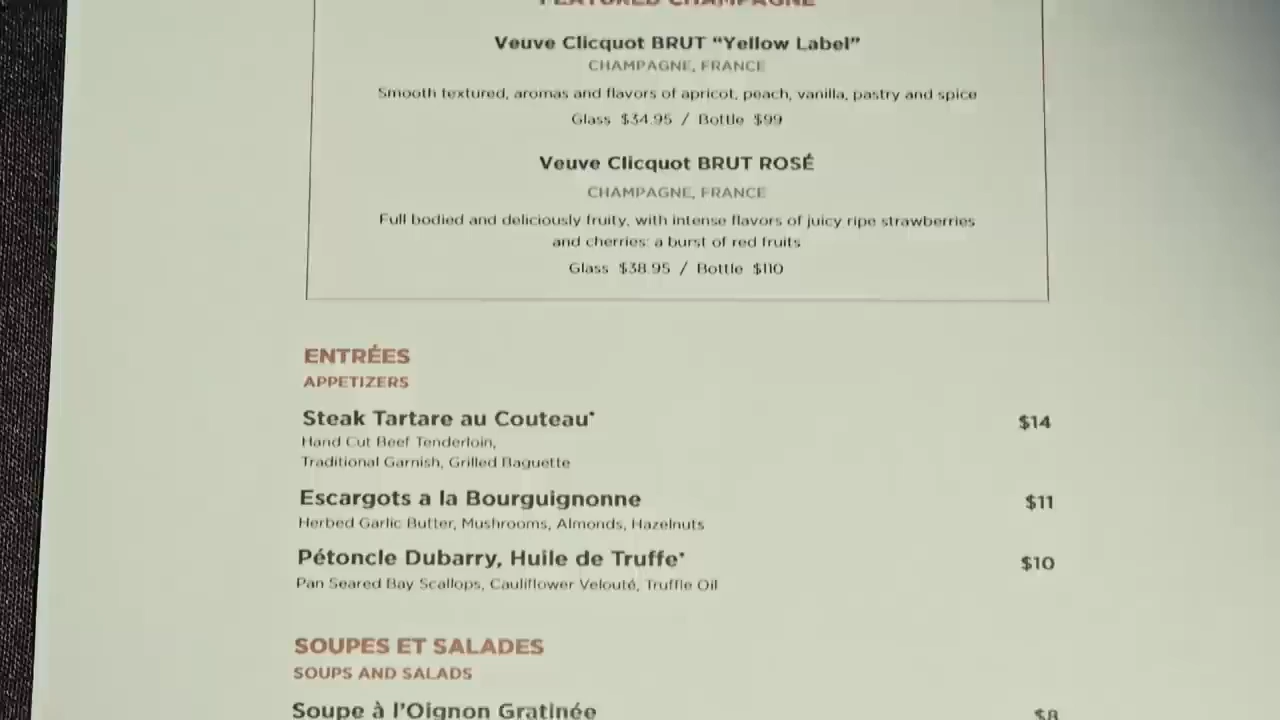 FEATURED CHAMPAGNE
Veuve Clicquot BRUT “Yellow Label”
CHAMPAGNE, FRANCE
Smooth textured, aromas and flavors of apricot, peach, vanilla, pastry and spice
Glass $34.95 / Bottle $99
Veuve Clicquot BRUT ROSÉ
CHAMPAGNE, FRANCE
Full bodied and deliciously fruity, with intense flavors of juicy ripe strawberries
and cherries: a burst of red fruits
Glass $38.95 / Bottle $110
ENTRÉES
APPETIZERS
Steak Tartare au Couteau* $14
Hand Cut Beef Tenderloin,
Traditional Garnish, Grilled Baguette
Escargots a la Bourguignonne $11
Herbed Garlic Butter, Mushrooms, Almonds, Hazelnuts
Pétoncle Dubarry, Huile de Truffe* $10
Pan Seared Bay Scallops, Cauliflower Velouté, Truffle Oil
SOUPES ET SALADES
SOUPS AND SALADS
Soupe à l’Oignon Gratinée $8